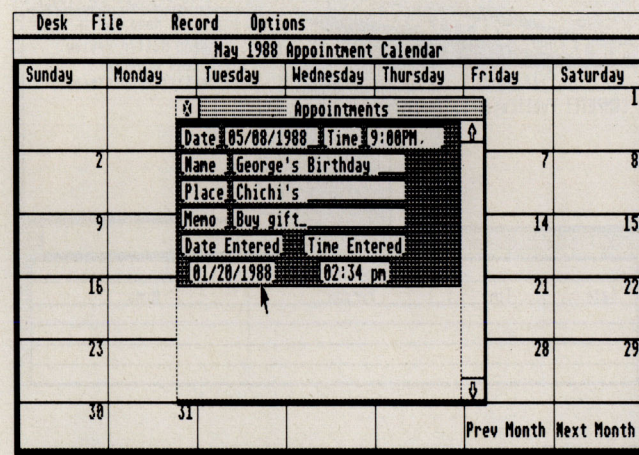 Desk File Record Options
May 1988 Appointment Calendar
Sunday Monday Tuesday Wednesday Thursday Friday Saturday
1
Appointments
Date 05/08/1988 Time 9:00PM.
2 7 8
Name George's Birthday
Place Chichi's
9 14 15
Memo Buy gift_
Date Entered Time Entered
16 21 22
01/20/1988 02:34 pm
23 28 29
30 31
Prev Month Next Month